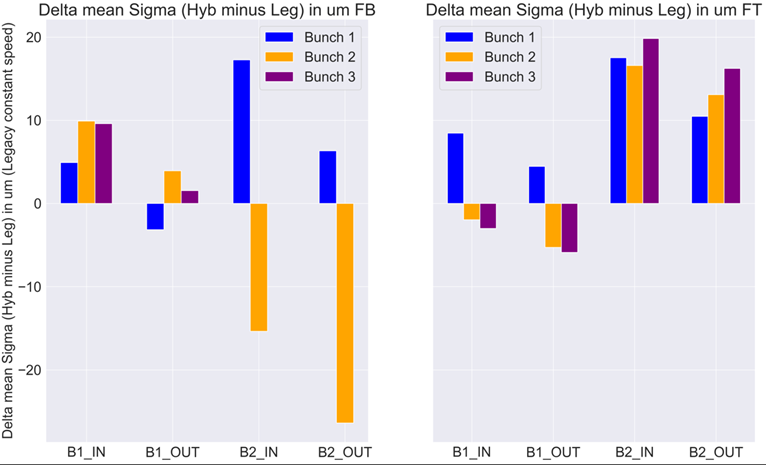 Delta mean Sigma (Hyb minus Leg) in um FB
Delta mean Sigma (Hyb minus Leg) in um (Legacy constant speed)
20
10
0
−10
−20
Bunch 1
Bunch 2
Bunch 3
B1_IN
B1_OUT
B2_IN
B2_OUT
Delta mean Sigma (Hyb minus Leg) in um FT
Bunch 1
Bunch 2
Bunch 3
B1_IN
B1_OUT
B2_IN
B2_OUT